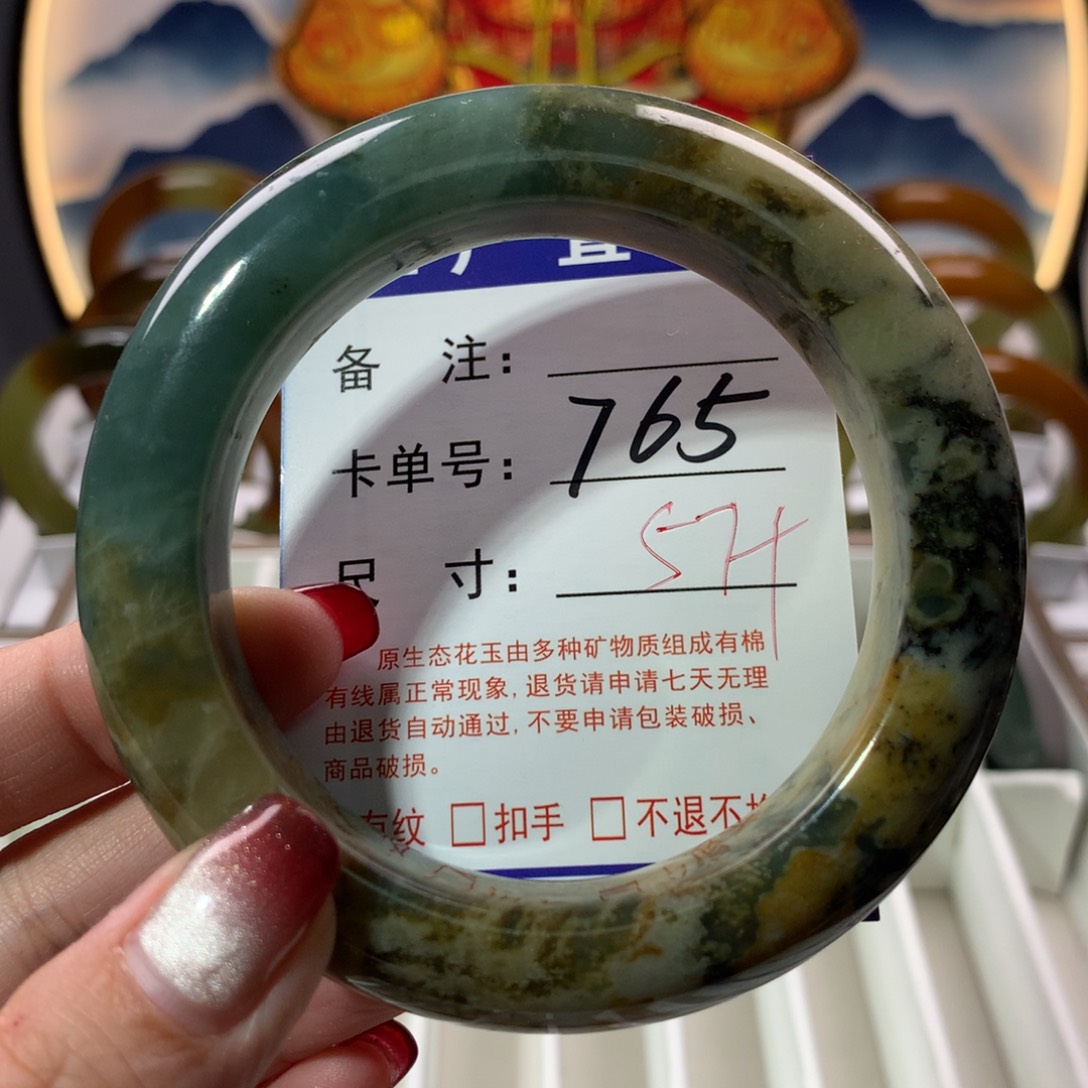 备 注：
卡单号：765
尺 寸：
原生态花玉由多种矿物质组成有棉
有线属正常现象，退货请申请七天无理
由退货自动通过，不要申请包装破损、
商品破损。
有纹 □扣手 □不退不